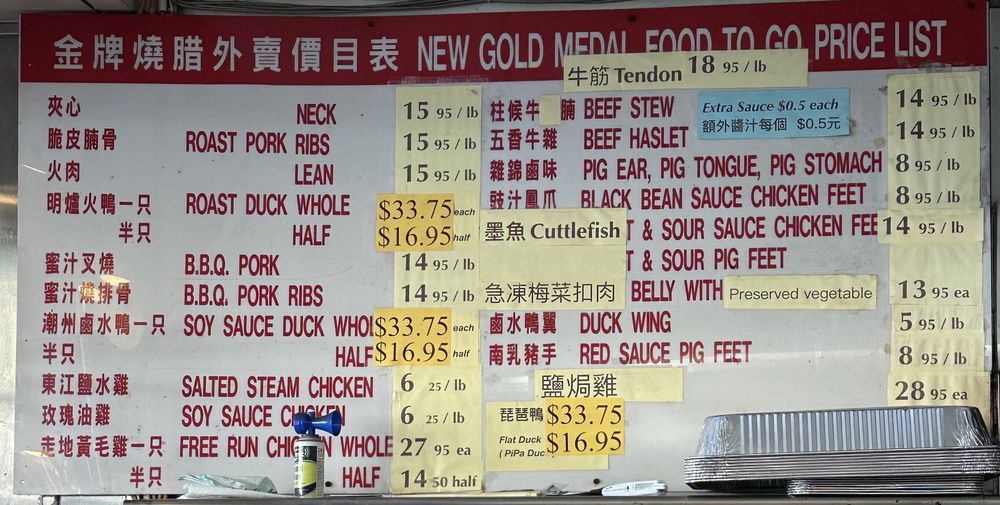 金牌燒腊外賣價目表 NEW GOLD MEDAL FOOD TO GO PRICE LIST
牛筋 Tendon 18 95 / lb
夾心 NECK 15 95 / lb
脆皮腩骨 ROAST PORK RIBS 15 95 / lb
火肉 LEAN 15 95 / lb
明爐火鴨一只 ROAST DUCK WHOLE $33.75 each
半只 HALF $16.95 half
蜜汁叉燒 B.B.Q. PORK 14 95 / lb
蜜汁燒排骨 B.B.Q. PORK RIBS 14 95 / lb
潮州鹵水鴨一只 SOY SAUCE DUCK WHOL $33.75 each
半只 HALF $16.95 half
東江鹽水雞 SALTED STEAM CHICKEN 6 25 / lb
玫瑰油雞 SOY SAUCE 6 25 / lb
走地黃毛雞一只 FREE RUN WHOLE 27 95 ea
半只 HALF 14 50 half
柱候牛腩 BEEF STEW 14 95 / lb
Extra Sauce $0.5 each
額外醬汁每個 $0.5元
五香牛雜 BEEF HASLET 14 95 / lb
雜錦鹵味 PIG EAR, PIG TONGUE, PIG STOMACH 8 95 / lb
豉汁鳳爪 BLACK BEAN SAUCE CHICKEN FEET 8 95 / lb
墨魚 Cuttlefish T & SOUR SAUCE CHICKEN FEE 14 95 / lb
T & SOUR PIG FEET
急凍梅菜扣肉 BELLY WITH Preserved vegetable 13 95 ea
鹵水鴨翼 DUCK WING 5 95 / lb
南乳豬手 RED SAUCE PIG FEET 8 95 / lb
鹽焗雞 28 95 ea
琵琶鴨 $33.75
Flat Duck $16.95
( PiPa Duc